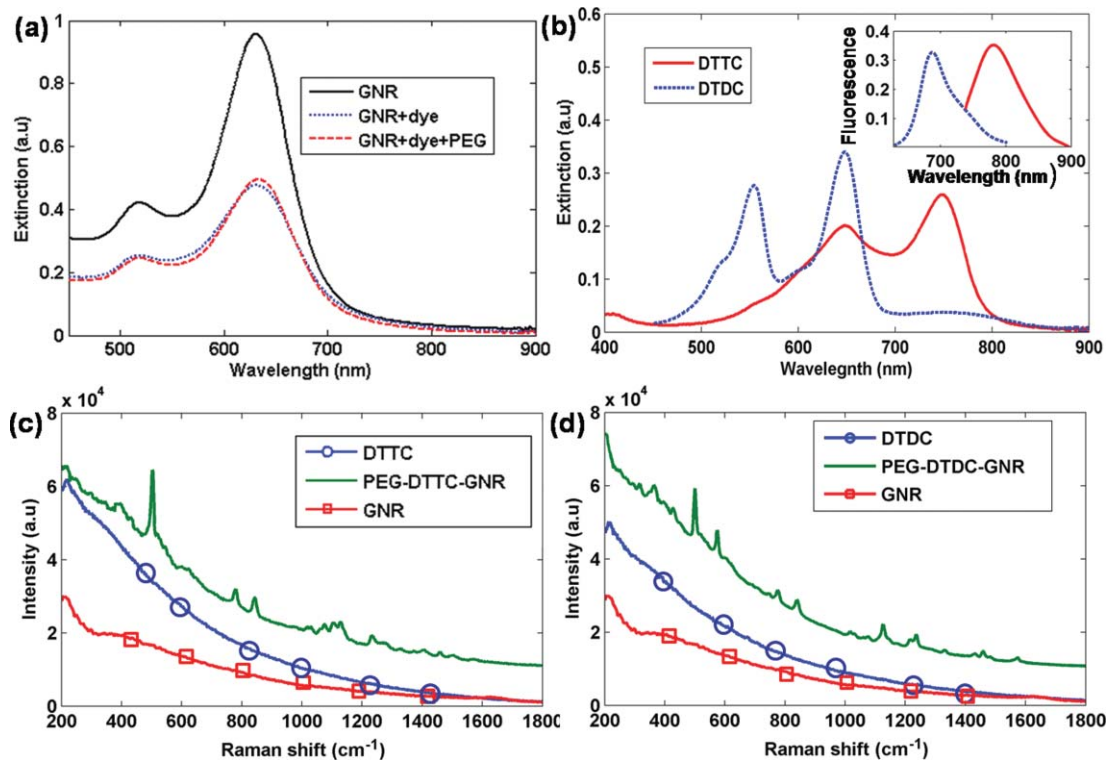 (a)
Extinction (a.u)
1
0.8
0.6
0.4
0.2
0
GNR
GNR+dye
GNR+dye+PEG
500 600 700 800 900
Wavelength (nm)
(b)
Extinction (a.u)
0.6
0.5
0.4
0.3
0.2
0.1
0
DTTC
DTDC
Fluorescence
0.4
0.3
0.2
0.1
700 800 900
Wavelength (nm)
400 500 600 700 800 900
Wavelegnth (nm)
(c)
x 10⁴
Intensity (a.u)
8
6
4
2
0
DTTC
PEG-DTTC-GNR
GNR
200 400 600 800 1000 1200 1400 1600 1800
Raman shift (cm⁻¹)
(d)
x 10⁴
Intensity (a.u)
8
6
4
2
0
DTDC
PEG-DTDC-GNR
GNR
200 400 600 800 1000 1200 1400 1600 1800
Raman shift (cm⁻¹)